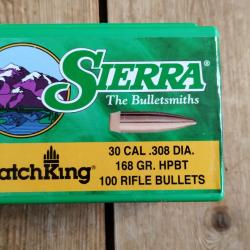 SIERRA®
The Bulletsmiths
atchKing®
30 CAL .308 DIA.
168 GR. HPBT
100 RIFLE BULLETS